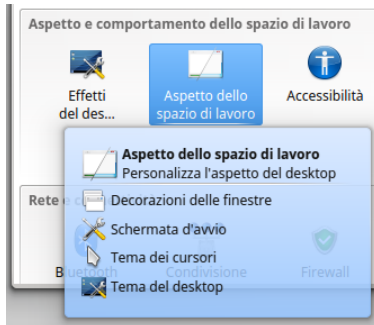 Aspetto e comportamento dello spazio di lavoro
Effetti
del des...
Aspetto dello
spazio di lavoro
Accessibilità
Aspetto dello spazio di lavoro
Personalizza l'aspetto del desktop
Rete e c
Decorazioni delle finestre
Schermata d'avvio
Tema dei cursori
Bluetooth
Condivisione
Firewall
Tema del desktop